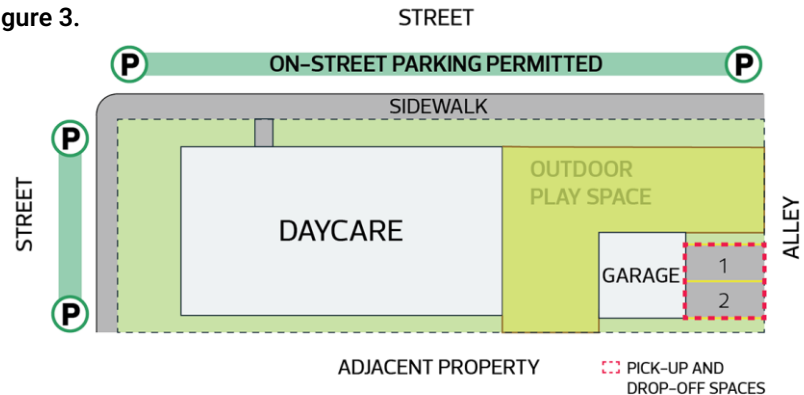 gure 3.
STREET
P
ON-STREET PARKING PERMITTED
P
SIDEWALK
P
OUTDOOR
PLAY SPACE
STREET
DAYCARE
ALLEY
GARAGE
1
2
P
ADJACENT PROPERTY
PICK-UP AND
DROP-OFF SPACES